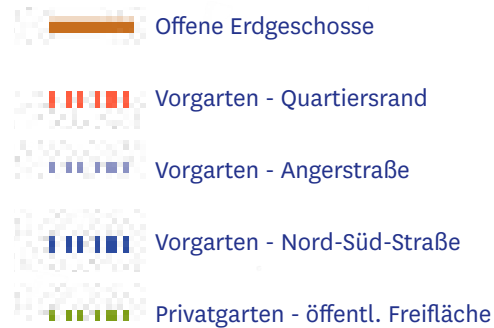 Offene Erdgeschosse
Vorgarten - Quartiersrand
Vorgarten - Angerstraße
Vorgarten - Nord-Süd-Straße
Privatgarten - öffentl. Freifläche